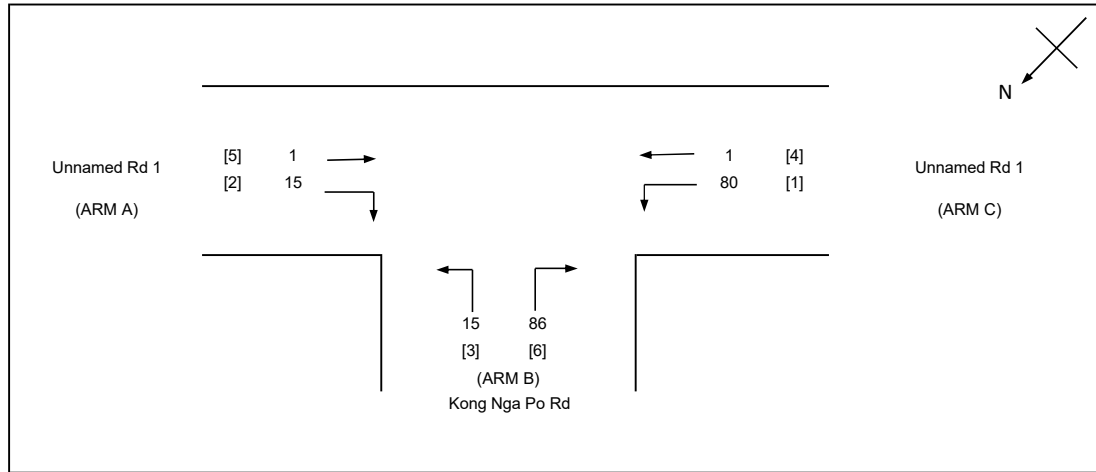 N
Unnamed Rd 1
(ARM A)
[5] 1
[2] 15
1 [4]
80 [1]
Unnamed Rd 1
(ARM C)
15 86
[3] [6]
(ARM B)
Kong Nga Po Rd